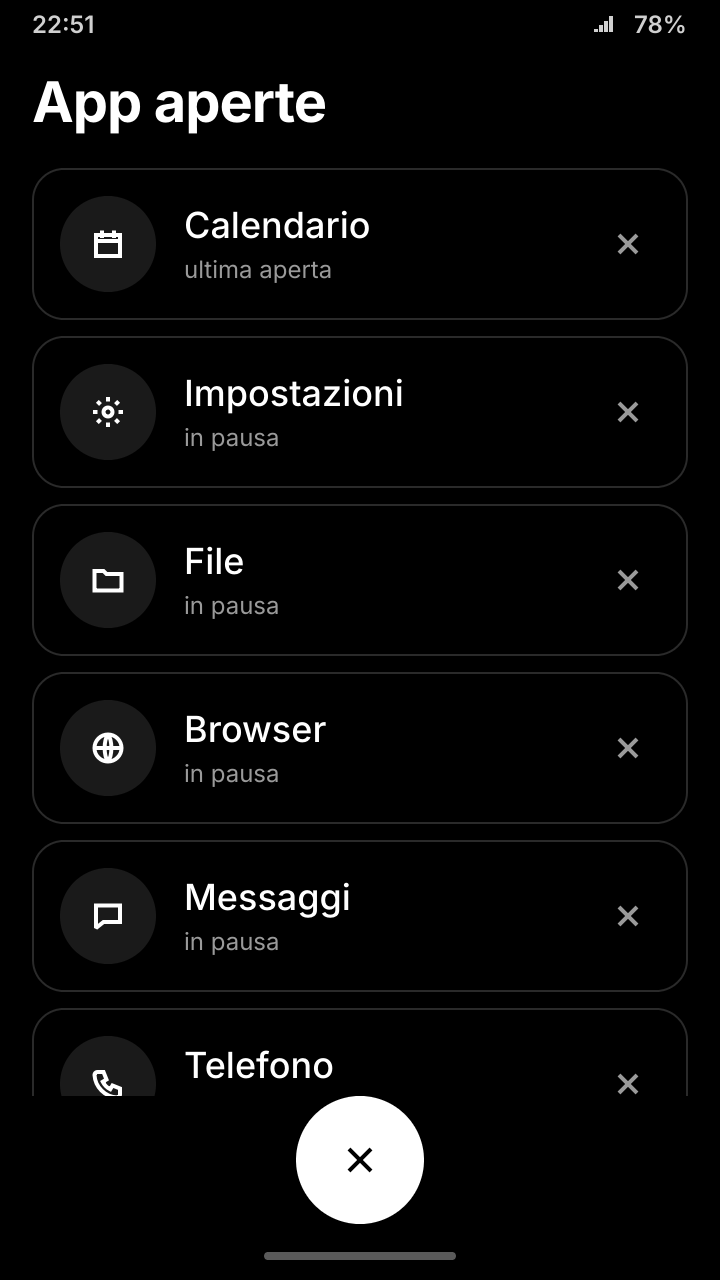 22:51 78%
App aperte
Calendario
ultima aperta
Impostazioni
in pausa
File
in pausa
Browser
in pausa
Messaggi
in pausa
Telefono